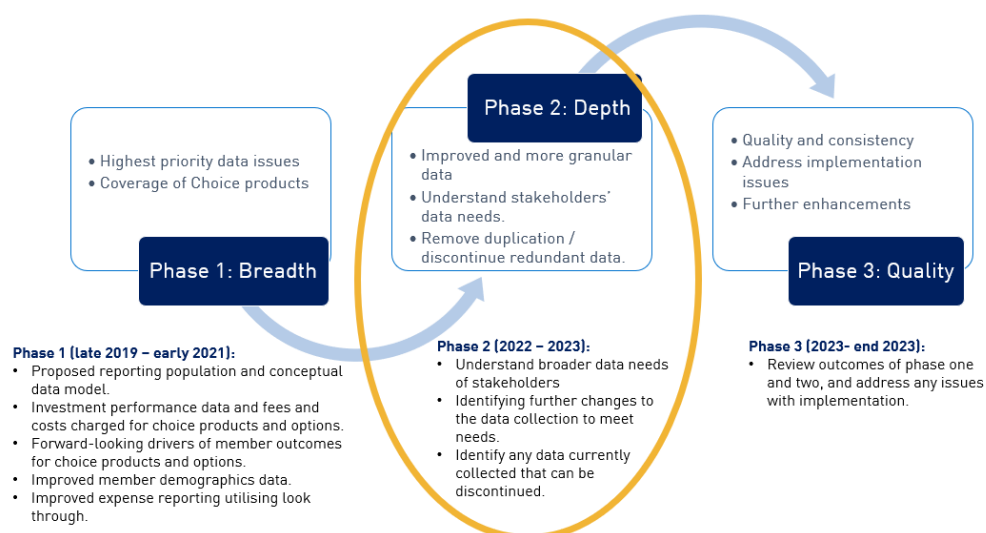 • Highest priority data issues
• Coverage of Choice products
Phase 1: Breadth
Phase 2: Depth
• Improved and more granular
data
• Understand stakeholders'
data needs.
• Remove duplication /
discontinue redundant data.
• Quality and consistency
• Address implementation
issues
• Further enhancements
Phase 3: Quality
Phase 1 (late 2019 – early 2021):
• Proposed reporting population and conceptual
data model.
• Investment performance data and fees and
costs charged for choice products and options.
• Forward-looking drivers of member outcomes
for choice products and options.
• Improved member demographics data.
• Improved expense reporting utilising look
through.
Phase 2 (2022 – 2023):
• Understand broader data needs
of stakeholders
• Identifying further changes to
the data collection to meet
needs.
• Identify any data currently
collected that can be
discontinued.
Phase 3 (2023- end 2023):
• Review outcomes of phase one
and two, and address any issues
with implementation.